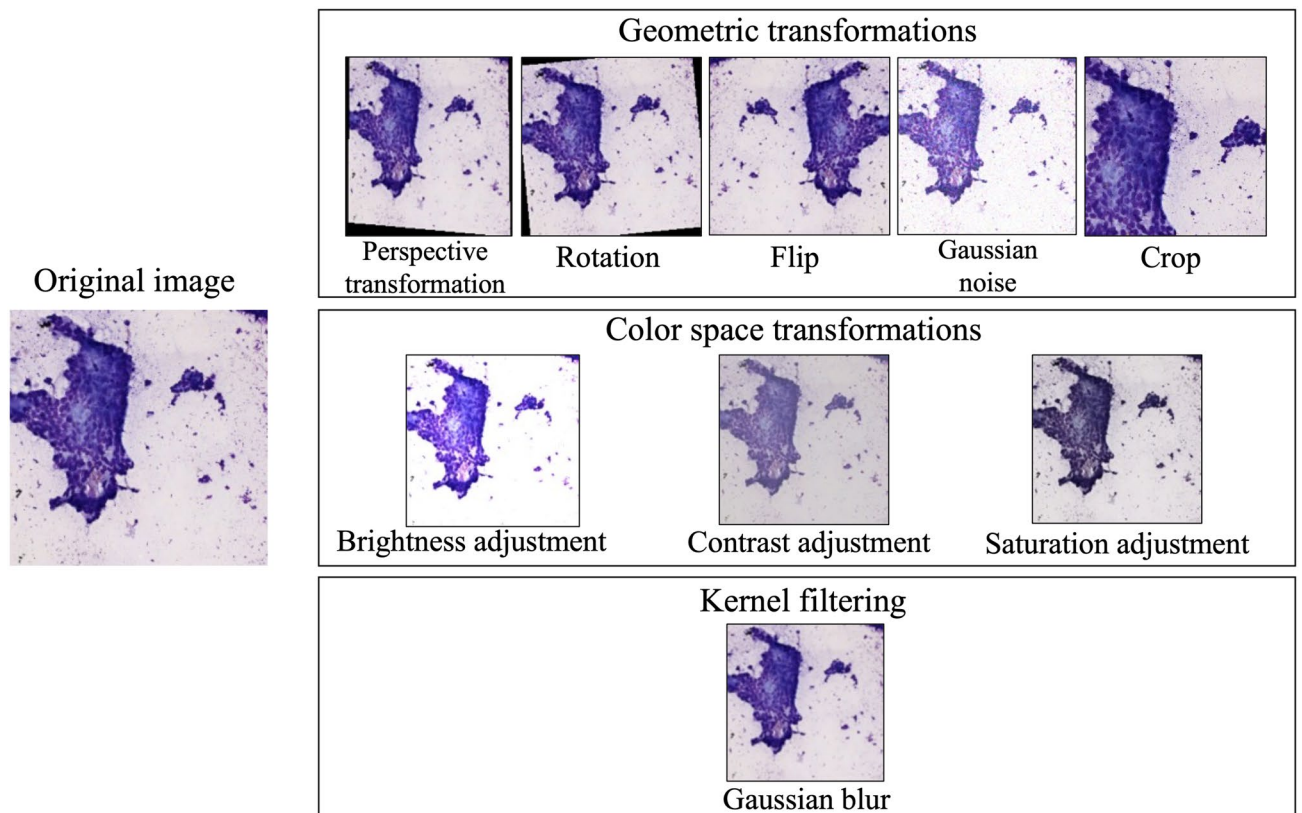 Geometric transformations
Perspective
transformation
Rotation
Flip
Gaussian
noise
Crop
Original image
Color space transformations
Brightness adjustment
Contrast adjustment
Saturation adjustment
Kernel filtering
Gaussian blur